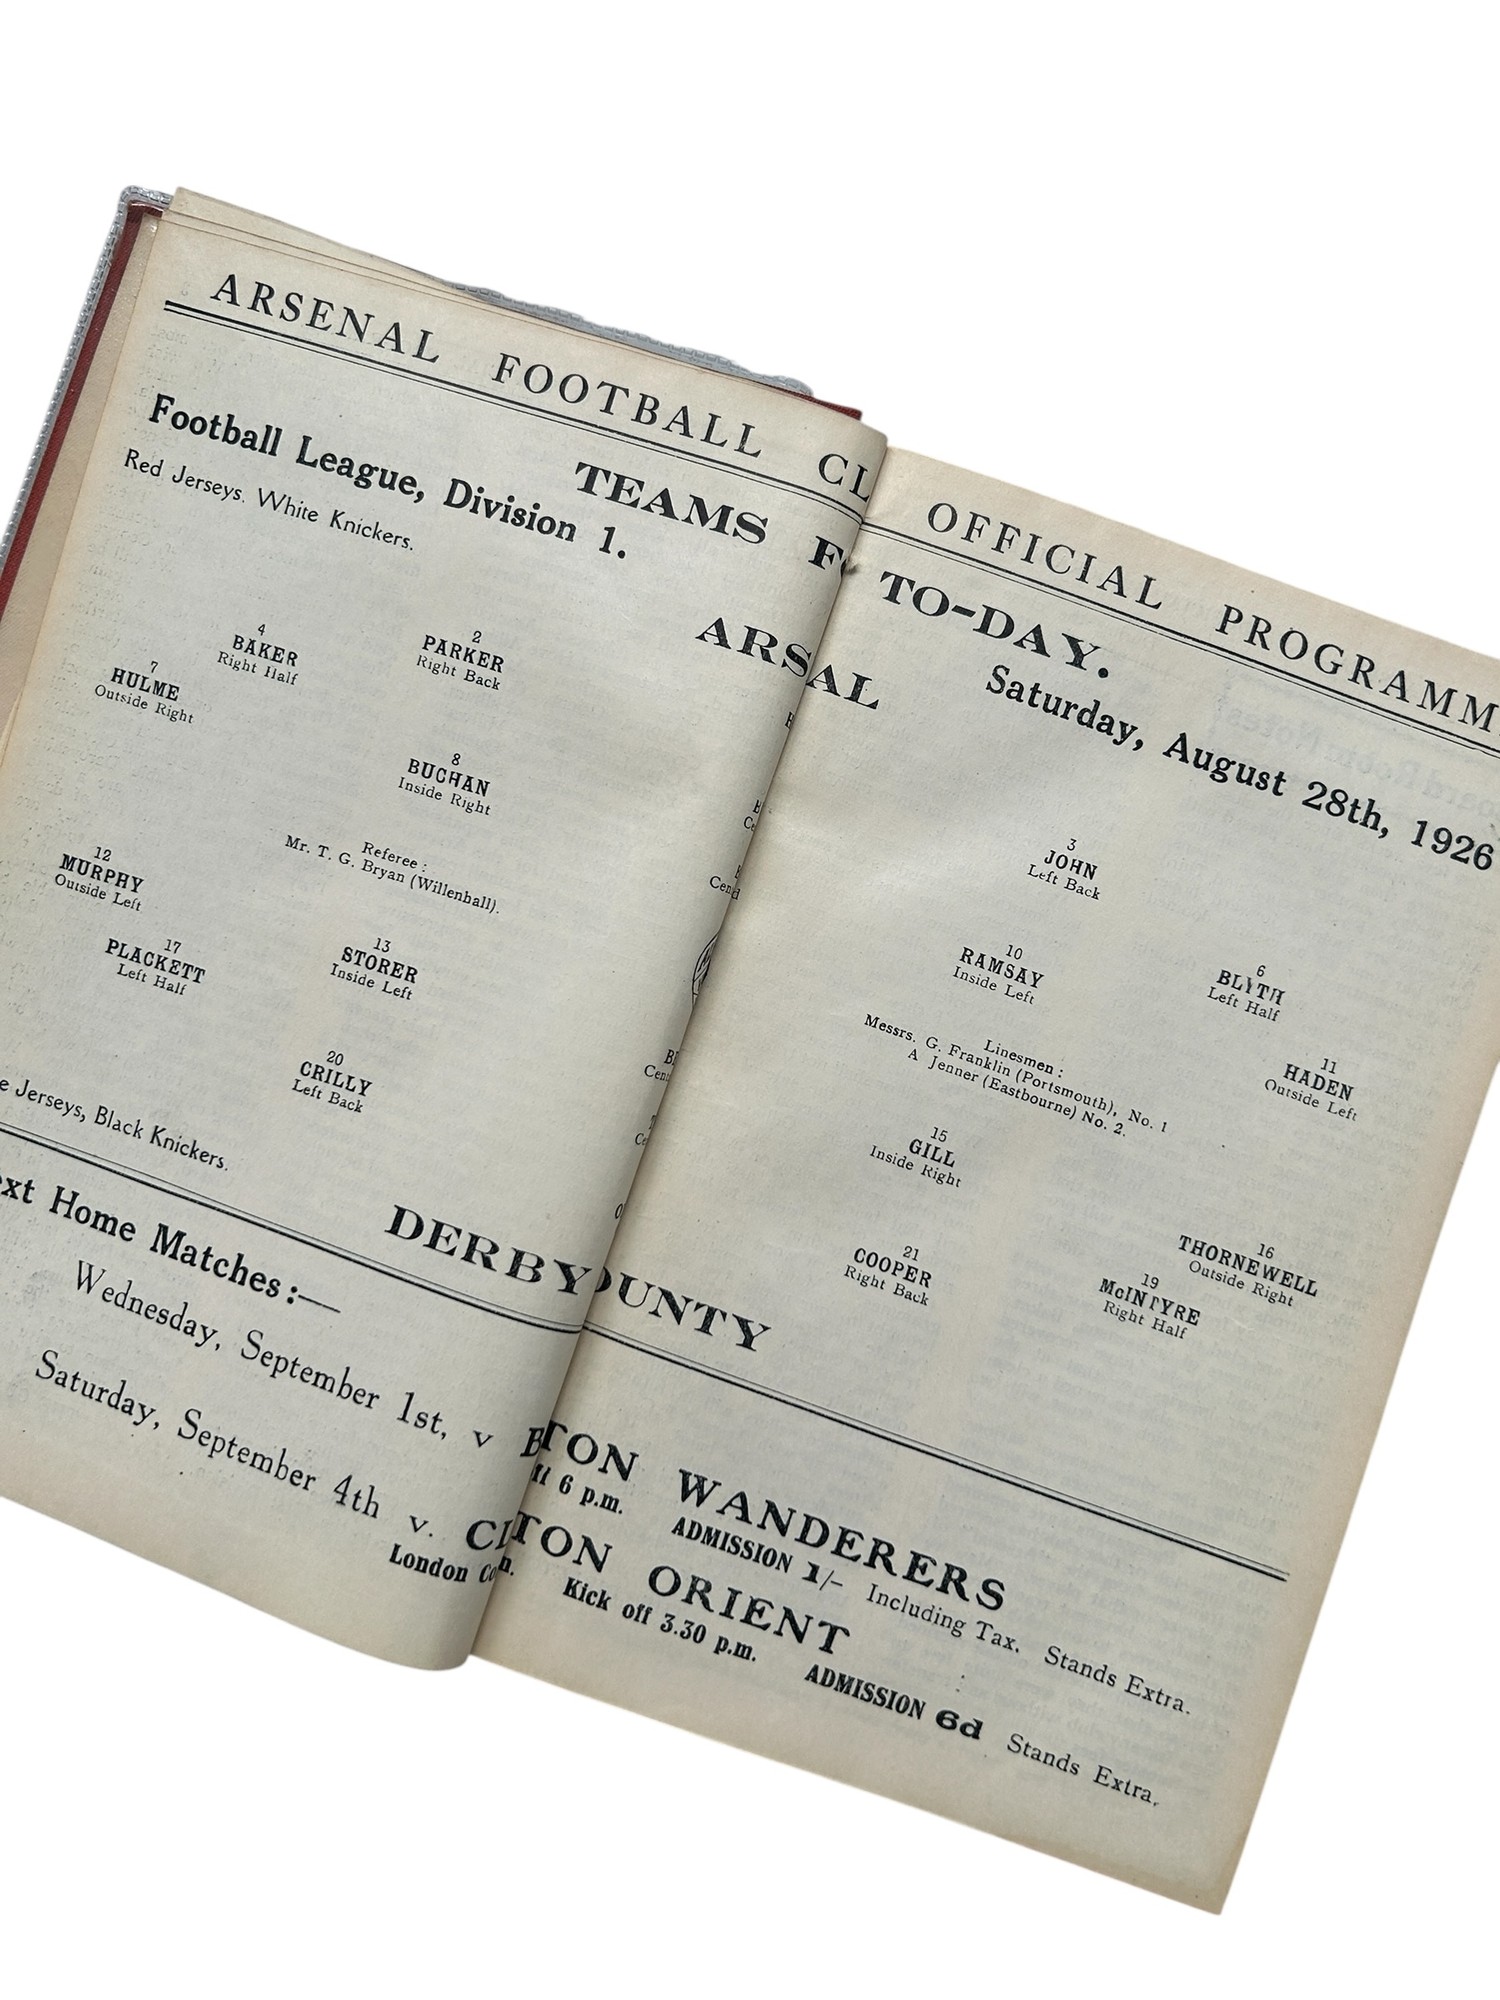 ARSENAL FOOTBALL CL
Football League, Division 1.
TEAMS F
Red Jerseys. White Knickers.
ARS
2
PARKER
Right Back
4
BAKER
Right Half
7
HULME
Outside Right
8
BUCHAN
Inside Right
Referee :
Mr. T. G. Bryan (Willenhall).
12
MURPHY
Outside Left
17
PLACKETT
Left Half
13
STORER
Inside Left
20
CRILLY
Left Back
e Jerseys, Black Knickers.
DERBY
ext Home Matches :—
Wednesday, September 1st, v B
Saturday, September 4th v. CL
London Co
OFFICIAL PROGRAMM
TO-DAY.
AL
Saturday, August 28th, 1926
3
JOHN
Left Back
10
RAMSAY
Inside Left
6
BLYTH
Left Half
11
HADEN
Outside Left
Linesmen :
Messrs. G. Franklin (Portsmouth), No. 1
A Jenner (Eastbourne) No. 2.
15
GILL
Inside Right
21
COOPER
Right Back
16
THORNEWELL
Outside Right
19
McINTYRE
Right Half
OUNTY
TON WANDERERS
ff 6 p.m. ADMISSION 1/- Including Tax. Stands Extra.
TON ORIENT
n. Kick off 3.30 p.m. ADMISSION 6d Stands Extra.